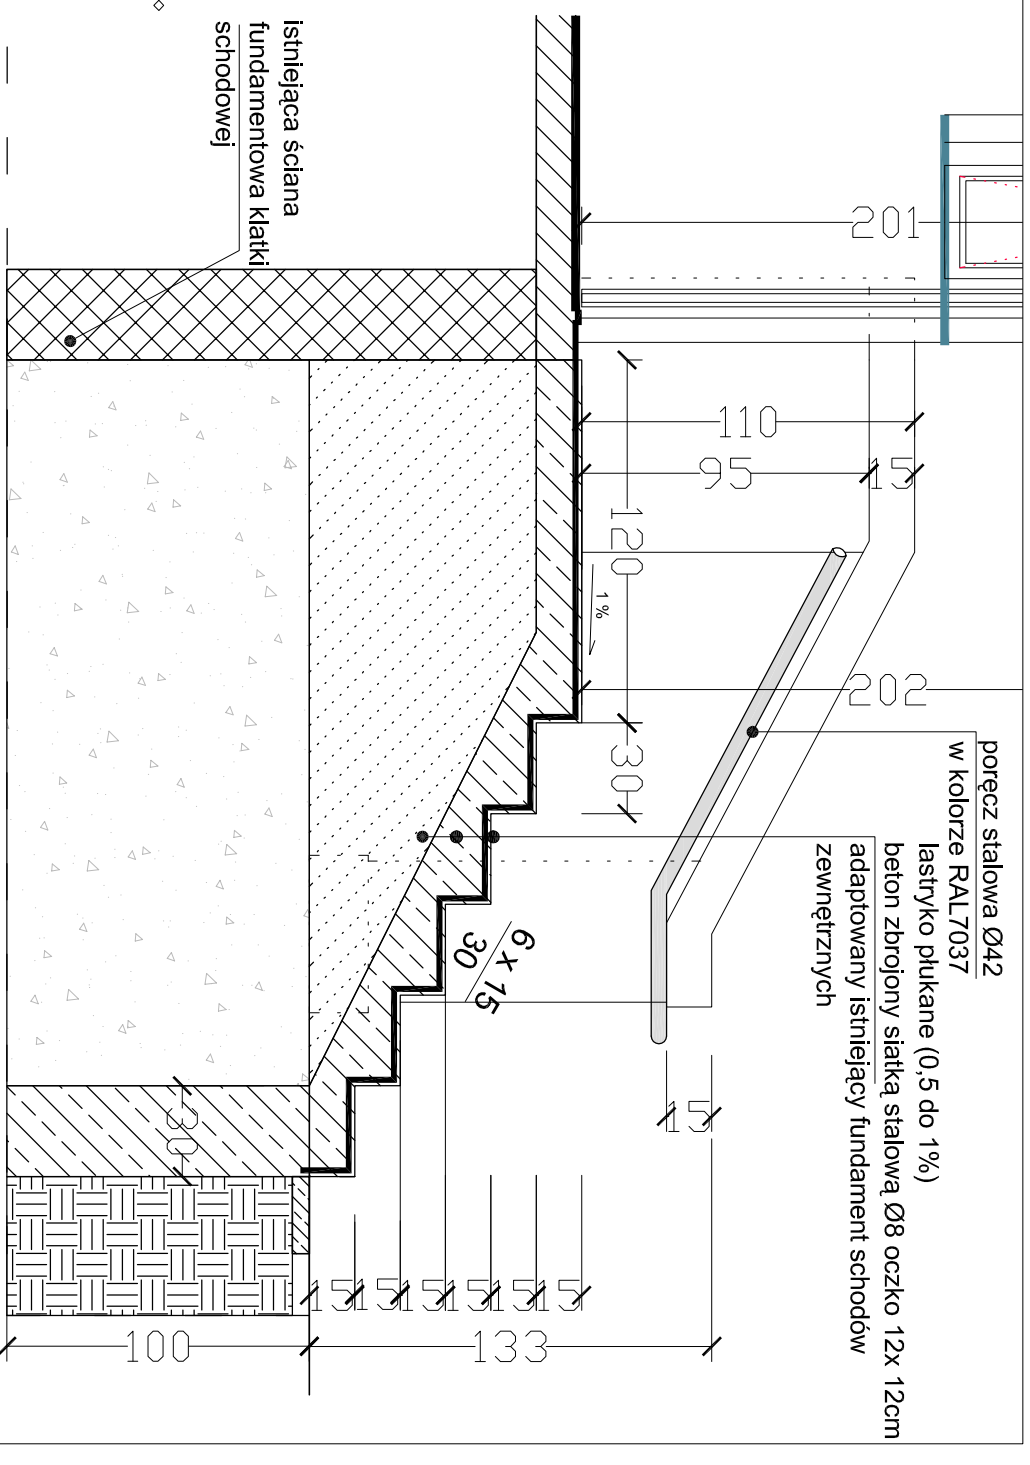 poręcz stalowa Ø42
w kolorze RAL7037
lastryko płukane (0,5 do 1%)
beton zbrojony siatką stalową Ø8 oczko 12x 12cm
adaptowany istniejący fundament schodów
zewnętrznych
istniejąca ściana
fundamentowa klatki
schodowej
201
110
95
15
120
1 %
202
30
6 x 15
30
15
15
15
15
15
15
15
133
100
30